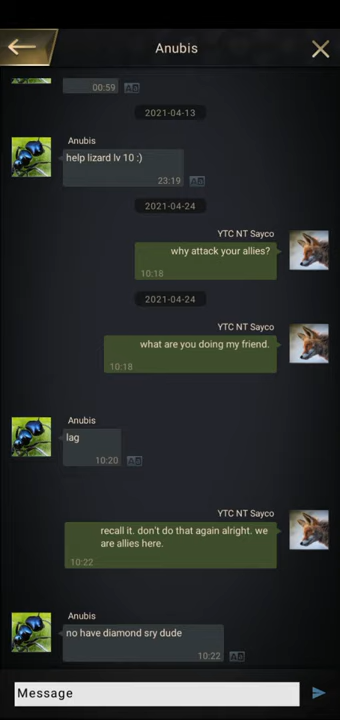 Anubis
00:59
2021-04-13
Anubis
help lizard lv 10 :)
23:19
2021-04-24
YTC NT Sayco
why attack your allies?
10:18
2021-04-24
YTC NT Sayco
what are you doing my friend.
10:18
Anubis
lag
10:20
YTC NT Sayco
recall it. don't do that again alright. we
are allies here.
10:22
Anubis
no have diamond sry dude
10:22
Message